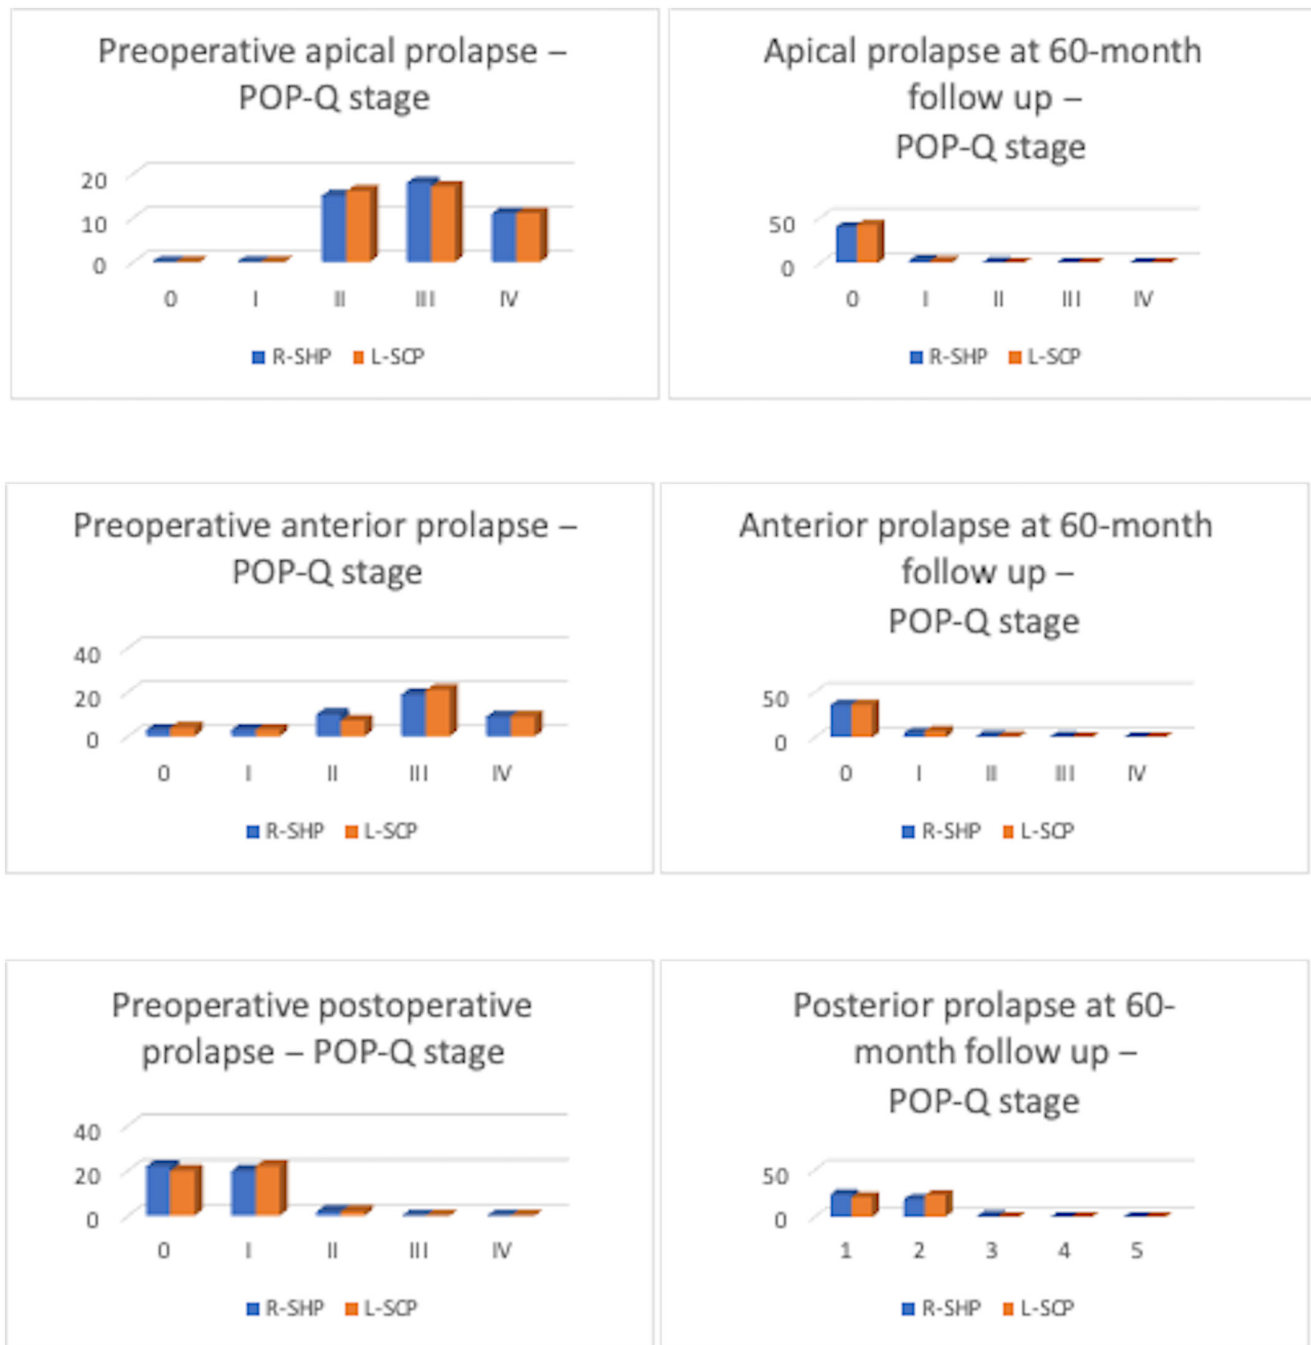 Preoperative apical prolapse –
POP-Q stage
20
10
0
0 I II III IV
R-SHP L-SCP
Apical prolapse at 60-month
follow up –
POP-Q stage
50
0
0 I II III IV
R-SHP L-SCP
Preoperative anterior prolapse –
POP-Q stage
40
20
0
0 I II III IV
R-SHP L-SCP
Anterior prolapse at 60-month
follow up –
POP-Q stage
50
0
0 I II III IV
R-SHP L-SCP
Preoperative postoperative
prolapse – POP-Q stage
40
20
0
0 I II III IV
R-SHP L-SCP
Posterior prolapse at 60-
month follow up –
POP-Q stage
50
0
1 2 3 4 5
R-SHP L-SCP